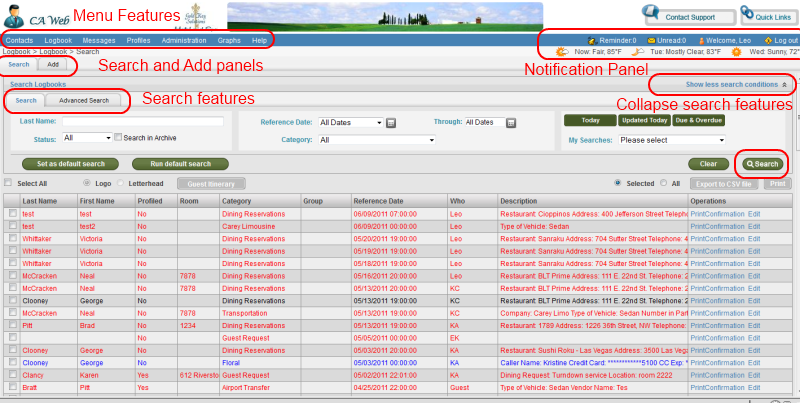 Menu Features
CA Web
Gold Key Solutions
Contact Support
Quick Links
Contacts Logbook Messages Profiles Administration Graphs Help
Reminder:0 Unread:0 Welcome, Leo Log out
Logbook > Logbook > Search
Now: Fair, 85°F Tue: Mostly Clear, 83°F Wed: Sunny, 72°
Search Add
Search and Add panels
Notification Panel
Search Logbooks
Show less search conditions
Search Advanced Search
Search features
Collapse search features
Last Name:
Reference Date: All Dates Through: All Dates
Today Updated Today Due & Overdue
Status: All Search in Archive
Category: All
My Searches: Please select
Set as default search Run default search Clear Search
Select All Logo Letterhead Guest Itinerary Selected All Export to CSV file Print
Last Name First Name Profiled Room Category Group Reference Date Who Description Operations
test test No Dining Reservations 06/09/2011 07:00:00 Leo Restaurant: Cioppinos Address: 400 Jefferson Street Teleph PrintConfirmation Edit
test test2 No Carey Limousine 06/09/2011 06:00:00 Leo Type of Vehicle: Sedan PrintConfirmation Edit
Whittaker Victoria No Dining Reservations 05/20/2011 19:00:00 Leo Restaurant: Sanraku Address: 704 Sutter Street Telephone: 4 PrintConfirmation Edit
Whittaker Victoria No Dining Reservations 05/19/2011 19:00:00 Leo Restaurant: Sanraku Address: 704 Sutter Street Telephone: 4 PrintConfirmation Edit
Whittaker Victoria No Dining Reservations 05/18/2011 19:00:00 Leo Restaurant: Sanraku Address: 704 Sutter Street Telephone: 4 PrintConfirmation Edit
McCracken Neal No 7878 Dining Reservations 05/15/2011 20:00:00 Leo Restaurant: BLT Prime Address: 111 E. 22nd St. Telephone: 2 PrintConfirmation Edit
McCracken Neal No 7878 Dining Reservations 05/13/2011 20:00:00 KC Restaurant: BLT Prime Address: 111 E. 22nd St. Telephone: 2 PrintConfirmation Edit
Clooney George No Dining Reservations 05/13/2011 19:00:00 KC Restaurant: BLT Prime Address: 111 E. 22nd St. Telephone: 2 PrintConfirmation Edit
McCracken Neal No 7878 Transportation 05/13/2011 19:00:00 KC Company: Carey Limo Type of Vehicle: Sedan Number in Part PrintConfirmation Edit
Pitt Brad No 1234 Dining Reservations 05/13/2011 19:00:00 KA Restaurant: 1789 Address: 1226 36th Street, NW Telephone: PrintConfirmation Edit
No Guest Request 05/05/2011 00:00:00 EK PrintConfirmation Edit
Clooney George No Dining Reservations 05/03/2011 20:00:00 KA Restaurant: Sushi Roku - Las Vegas Address: 3500 Las Vega PrintConfirmation Edit
Clooney George No Floral 05/03/2011 00:00:00 KA Caller Name: Kristine Credit Card: ************5100 CC Exp: * PrintConfirmation Edit
Clancy Karen Yes 612 Riversto Guest Request 05/02/2011 22:01:00 KA Dining Request: Turndown service Location: room 2222 PrintConfirmation Edit
Bratt Pitt Yes Airport Transfer 04/25/2011 22:00:00 Guest Type of Vehicle: Sedan Vendor Name: Tes PrintConfirmation Edit